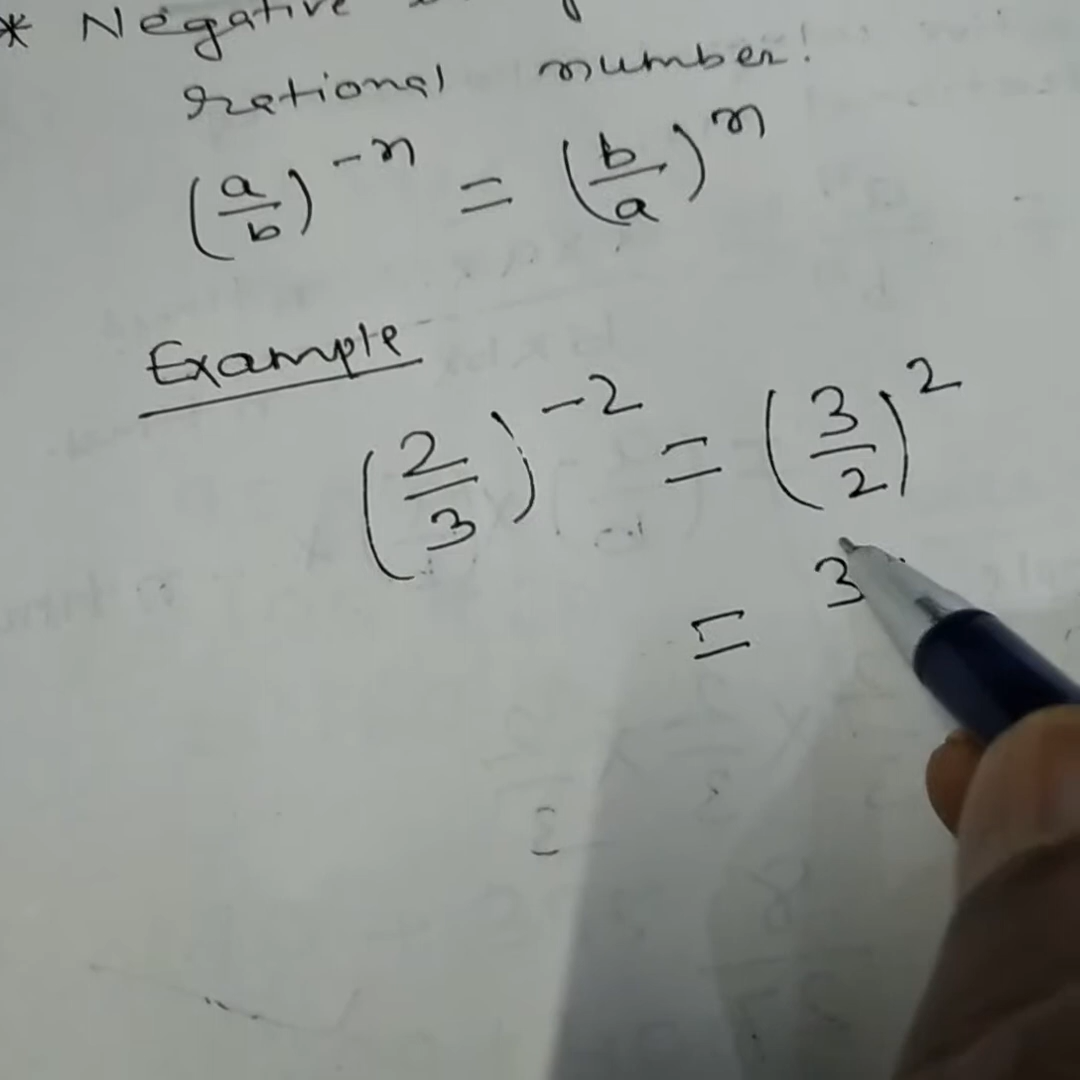 * Negative
rational number:
(a/b)^-n = (b/a)^n
Example
(2/3)^-2 = (3/2)^2
= 3